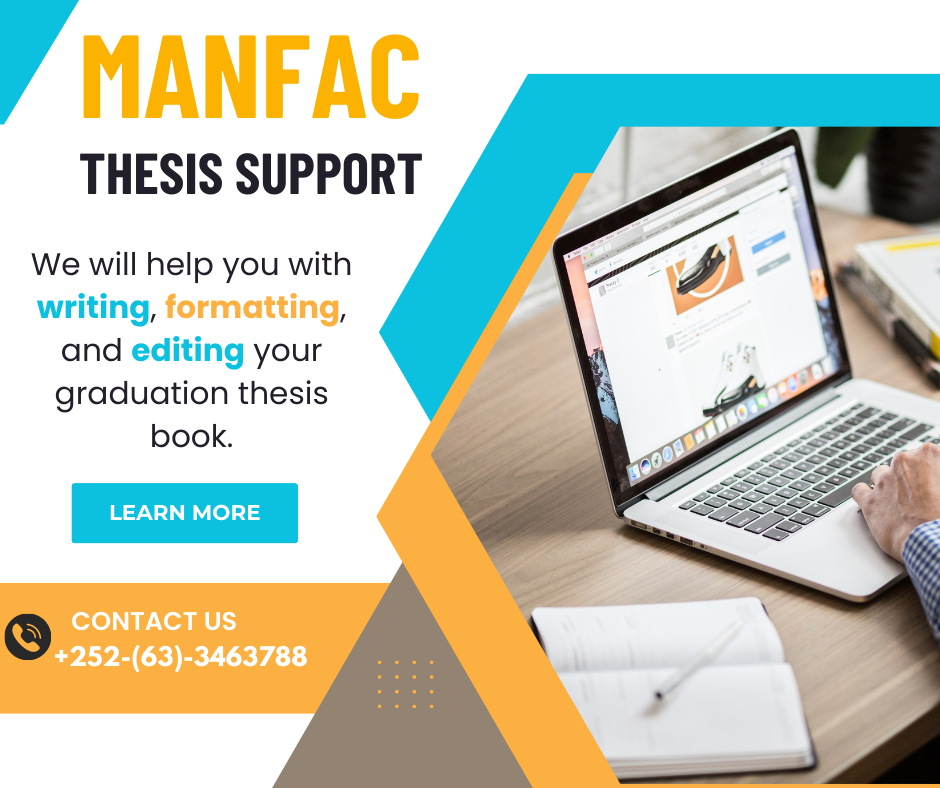 MANFAC
THESIS SUPPORT
We will help you with
writing, formatting,
and editing your
graduation thesis
book.
LEARN MORE
CONTACT US
+252-(63)-3463788